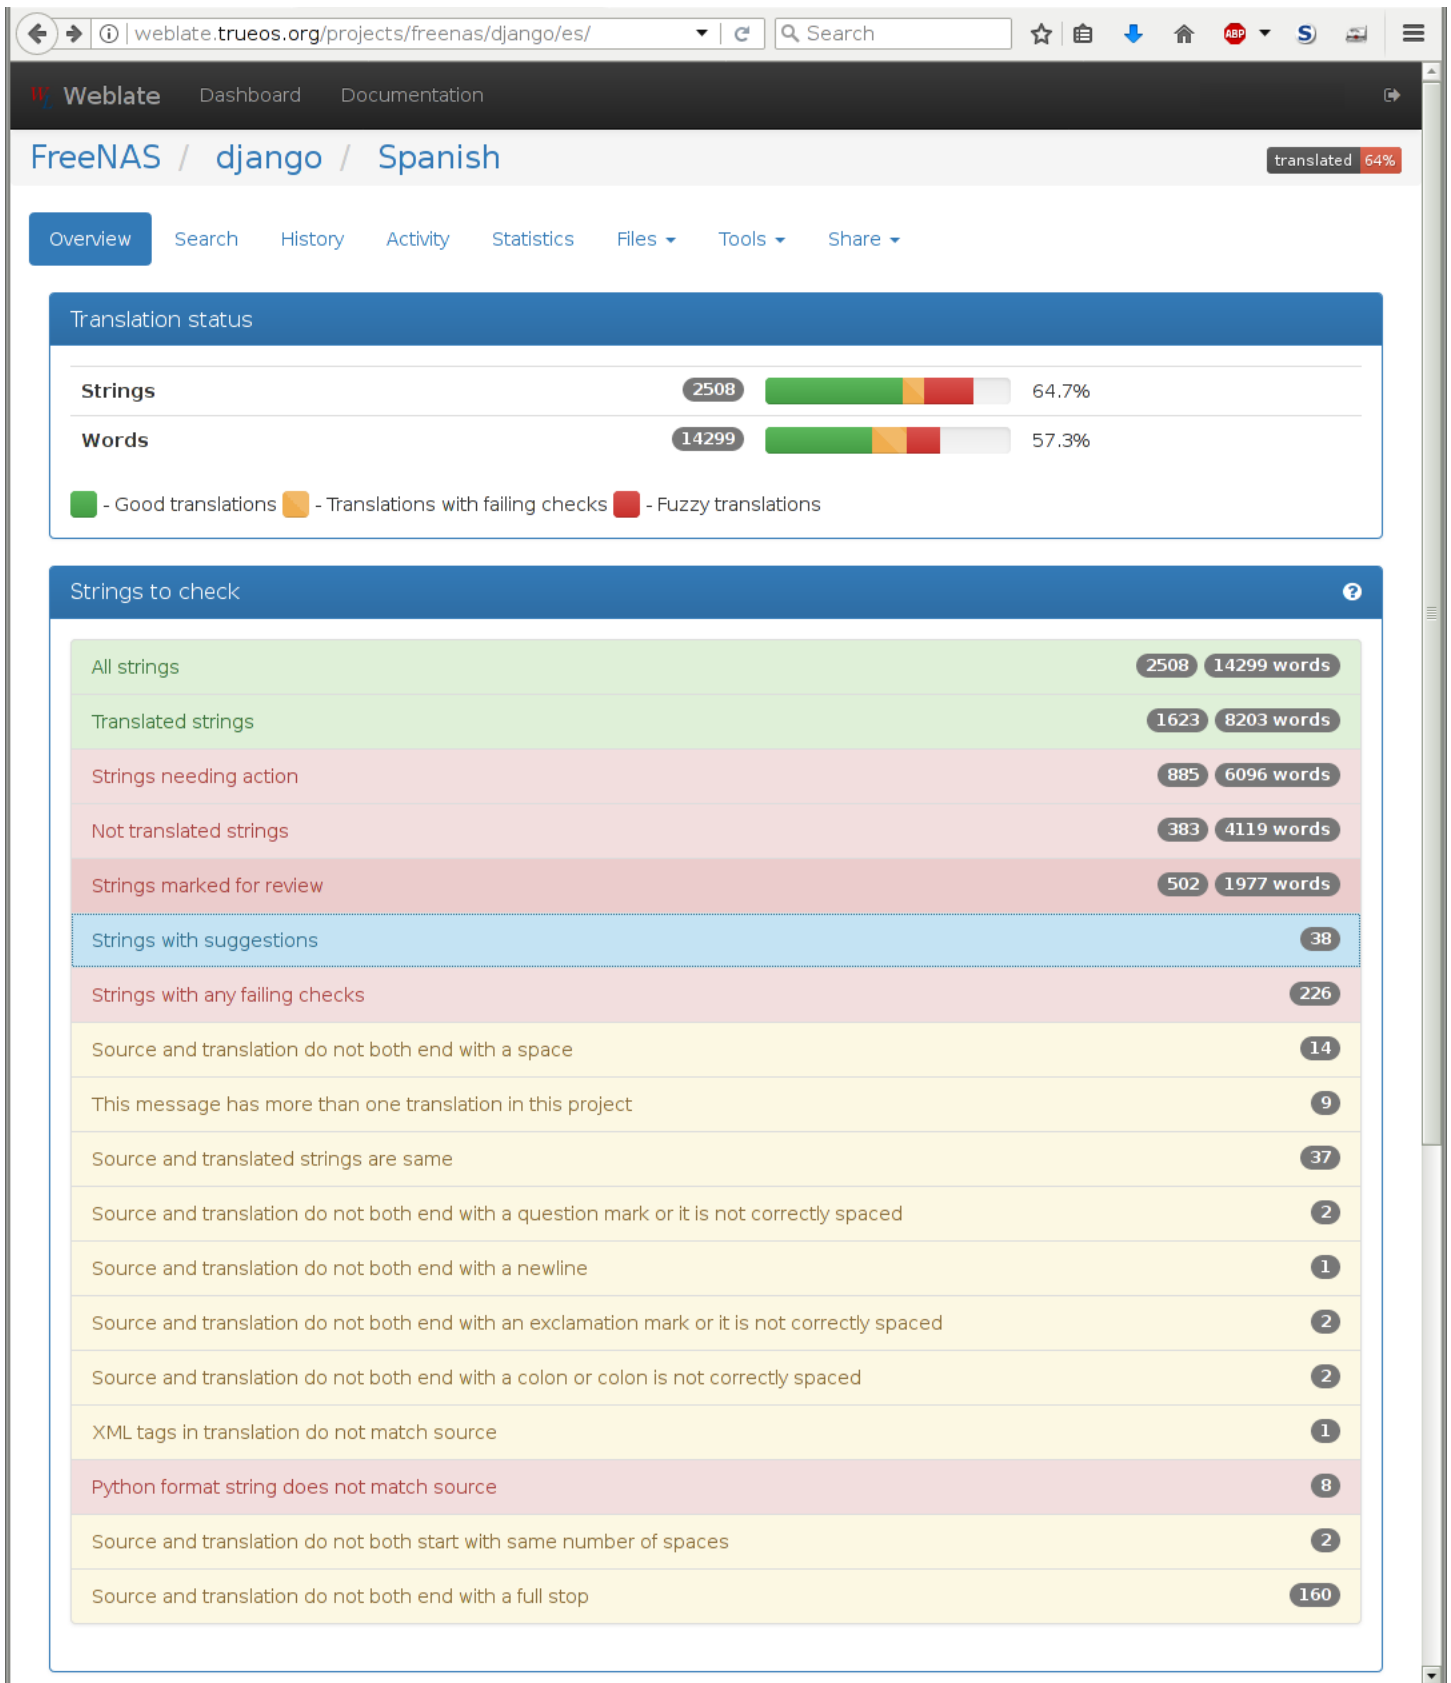 weblate.trueos.org/projects/freenas/django/es/ Search ABP S
Weblate Dashboard Documentation
FreeNAS / django / Spanish translated 64%
Overview Search History Activity Statistics Files Tools Share
Translation status
Strings 2508 64.7%
Words 14299 57.3%
- Good translations - Translations with failing checks - Fuzzy translations
Strings to check ?
All strings 2508 14299 words
Translated strings 1623 8203 words
Strings needing action 885 6096 words
Not translated strings 383 4119 words
Strings marked for review 502 1977 words
Strings with suggestions 38
Strings with any failing checks 226
Source and translation do not both end with a space 14
This message has more than one translation in this project 9
Source and translated strings are same 37
Source and translation do not both end with a question mark or it is not correctly spaced 2
Source and translation do not both end with a newline 1
Source and translation do not both end with an exclamation mark or it is not correctly spaced 2
Source and translation do not both end with a colon or colon is not correctly spaced 2
XML tags in translation do not match source 1
Python format string does not match source 8
Source and translation do not both start with same number of spaces 2
Source and translation do not both end with a full stop 160